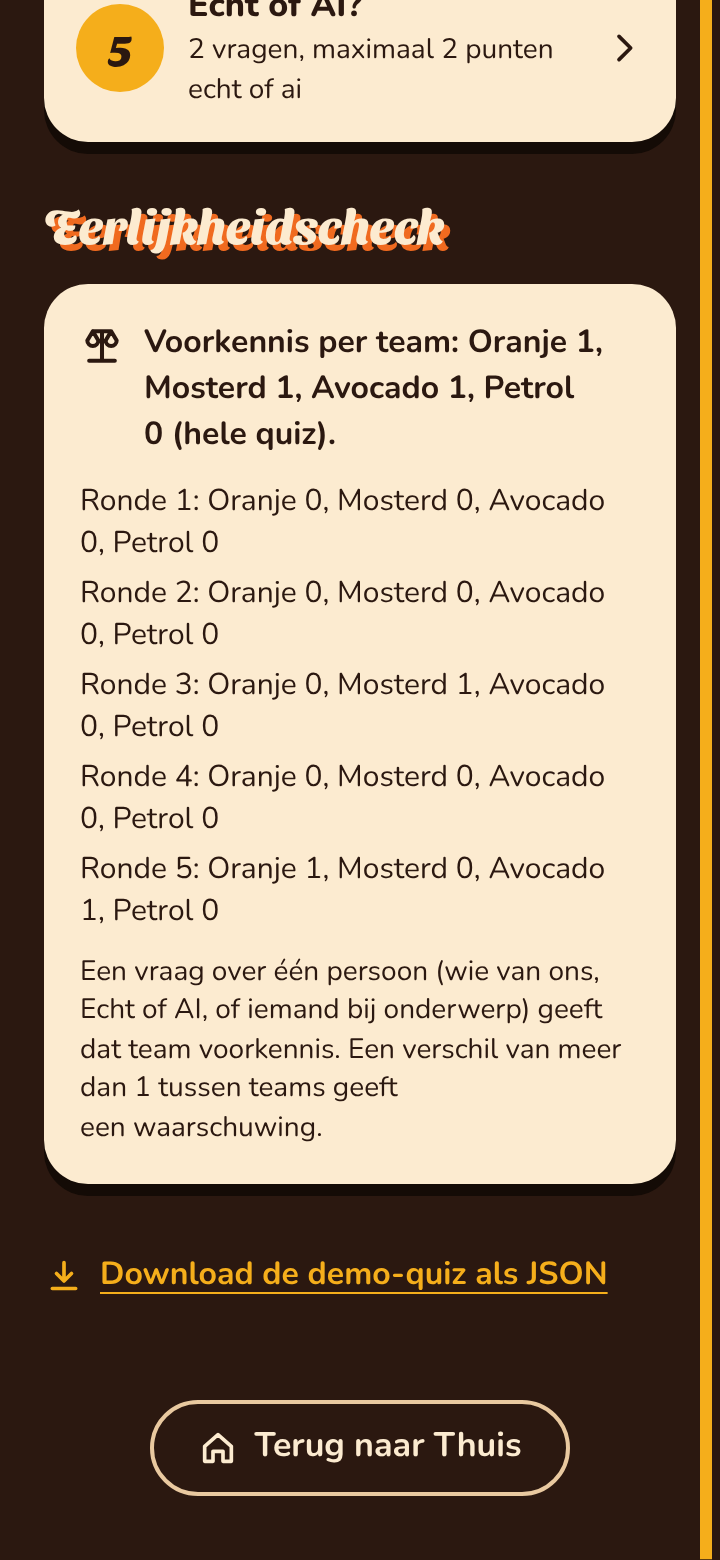 Echt of AI?
5
2 vragen, maximaal 2 punten
echt of ai
Eerlijkheidscheck
Voorkennis per team: Oranje 1,
Mosterd 1, Avocado 1, Petrol
0 (hele quiz).
Ronde 1: Oranje 0, Mosterd 0, Avocado
0, Petrol 0
Ronde 2: Oranje 0, Mosterd 0, Avocado
0, Petrol 0
Ronde 3: Oranje 0, Mosterd 1, Avocado
0, Petrol 0
Ronde 4: Oranje 0, Mosterd 0, Avocado
0, Petrol 0
Ronde 5: Oranje 1, Mosterd 0, Avocado
1, Petrol 0
Een vraag over één persoon (wie van ons,
Echt of AI, of iemand bij onderwerp) geeft
dat team voorkennis. Een verschil van meer
dan 1 tussen teams geeft
een waarschuwing.
Download de demo-quiz als JSON
Terug naar Thuis